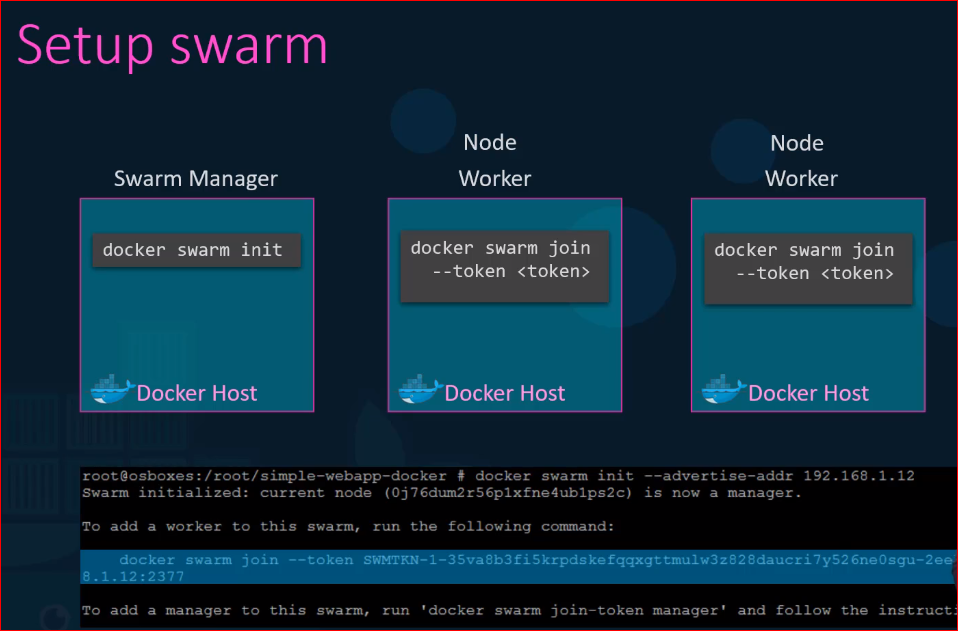 Setup swarm
Node
Node
Swarm Manager
Worker
Worker
docker swarm init
docker swarm join
--token <token>
docker swarm join
--token <token>
Docker Host
Docker Host
Docker Host
root@osboxes:/root/simple-webapp-docker # docker swarm init --advertise-addr 192.168.1.12
Swarm initialized: current node (0j76dum2r56p1xfne4ub1ps2c) is now a manager.
To add a worker to this swarm, run the following command:
docker swarm join --token SWMTKN-1-35va8b3fi5krpdskefqqxgttmulw3z828daucri7y526ne0sgu-2ee
8.1.12:2377
To add a manager to this swarm, run 'docker swarm join-token manager' and follow the instructi